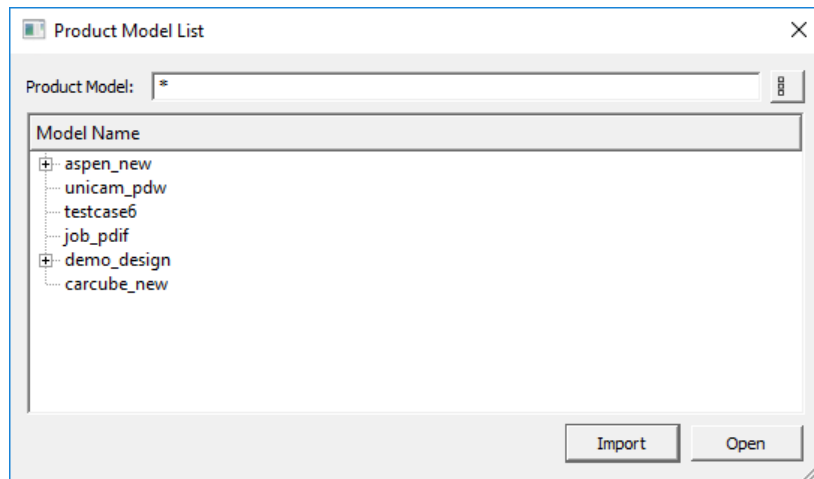 Product Model List
Product Model: *
Model Name
aspen_new
unicam_pdw
testcase6
job_pdif
demo_design
carcube_new
Import Open